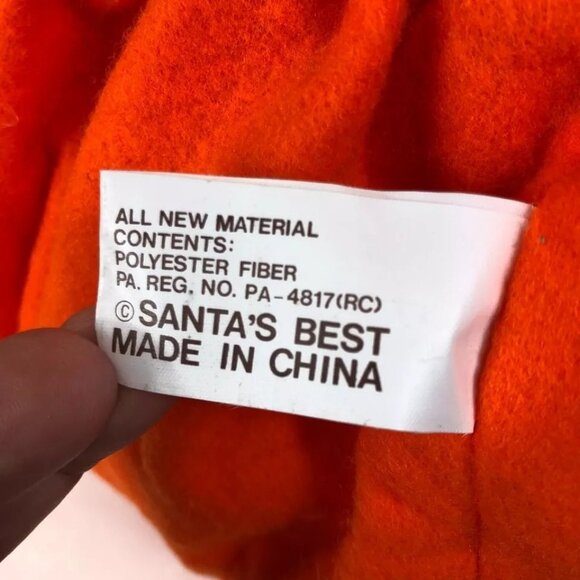 ALL NEW MATERIAL
CONTENTS:
POLYESTER FIBER
PA. REG. NO. PA-4817(RC)
© SANTA'S BEST
MADE IN CHINA